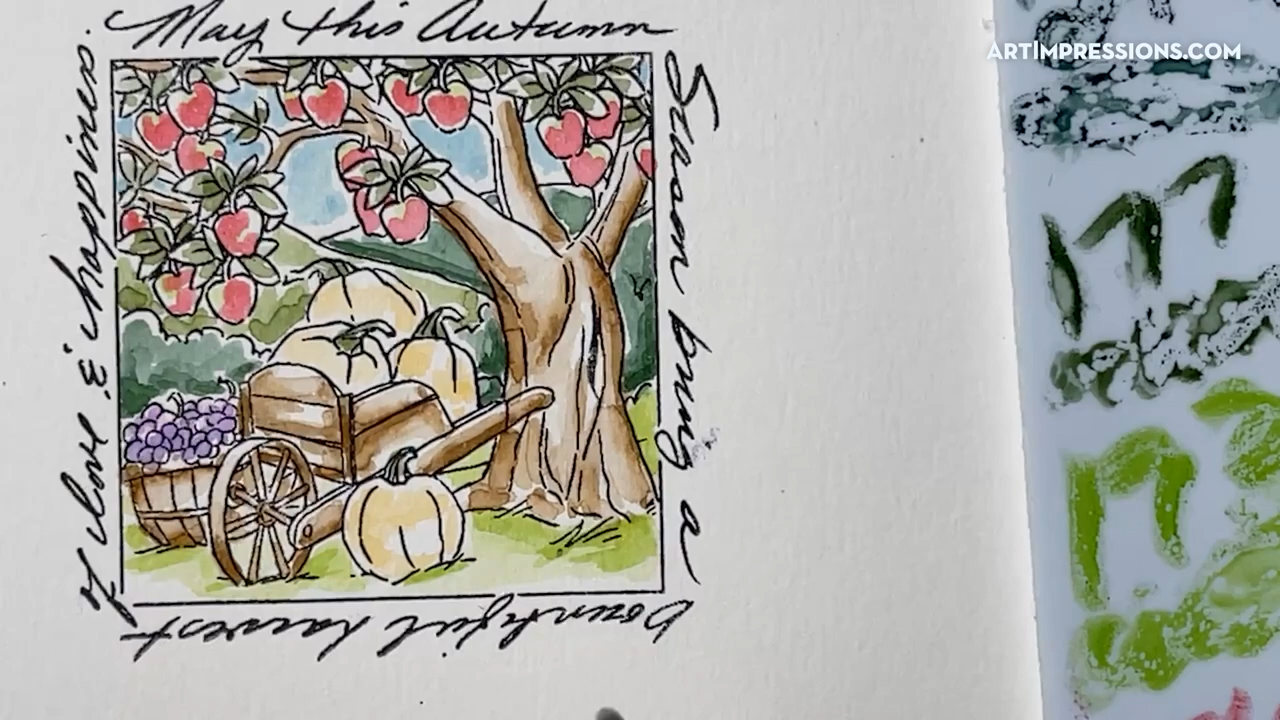 May this Autumn
Season bring a
bountiful harvest
of love & happiness.
ARTIMPRESSIONS.COM